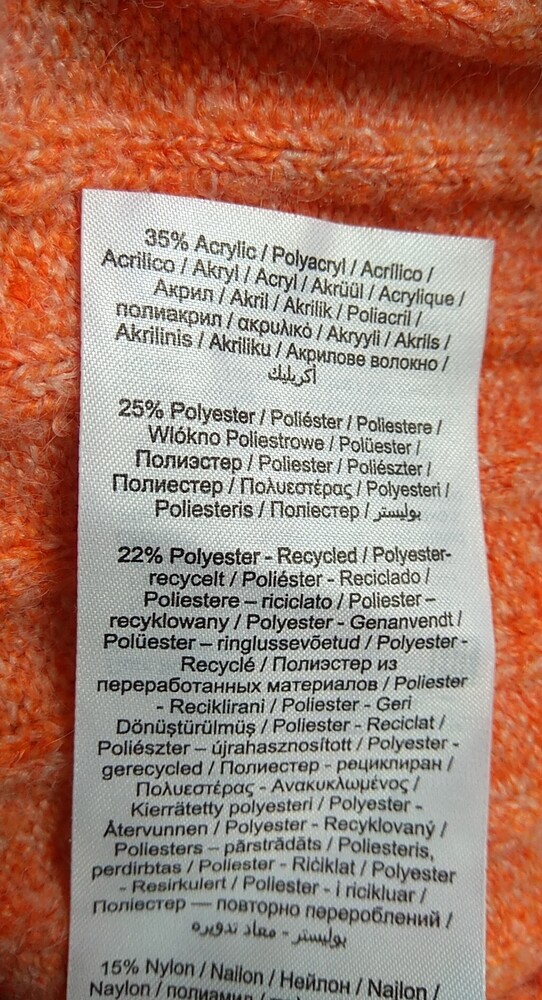 35% Acrylic / Polyacryl / Acrílico /
Acrilico / Akryl / Acryl / Akrüül / Acrylique /
Акрил / Akril / Akrilik / Poliacril /
полиакрил / ακρυλικό / Akryyli / Akrils /
Akrilinis / Akriliku / Акрилове волокно /
أكريليك
25% Polyester / Poliéster / Poliestere /
Wlókno Poliestrowe / Polüester /
Полиэстер / Poliester / Poliészter /
Полиестер / Πολυεστέρας / Polyesteri /
Poliesteris / Поліестер / بوليستر
22% Polyester - Recycled / Polyester-
recycelt / Poliéster - Reciclado /
Poliestere – riciclato / Poliester –
recyklowany / Polyester - Genanvendt /
Polüester – ringlussevõetud / Polyester -
Recyclé / Полиэстер из
переработанных материалов / Poliester
- Reciklirani / Poliester - Geri
Dönüştürülmüş / Poliester - Reciclat /
Poliészter – újrahasznosított / Polyester -
gerecycled / Полиестер - рециклиран /
Πολυεστέρας - Ανακυκλωμένος /
Kierrätetty polyesteri / Polyester -
Återvunnen / Polyester - Recyklovaný /
Poliesters – pārstrādāts / Poliesteris,
perdirbtas / Poliester - Riċiklat / Polyester
- Resirkulert / Poliester - i ricikluar /
Поліестер — повторно перероблений /
بوليستر - معاد تدويره
15% Nylon / Nailon / Нейлон / Najlon /
Naylon / полиамид /